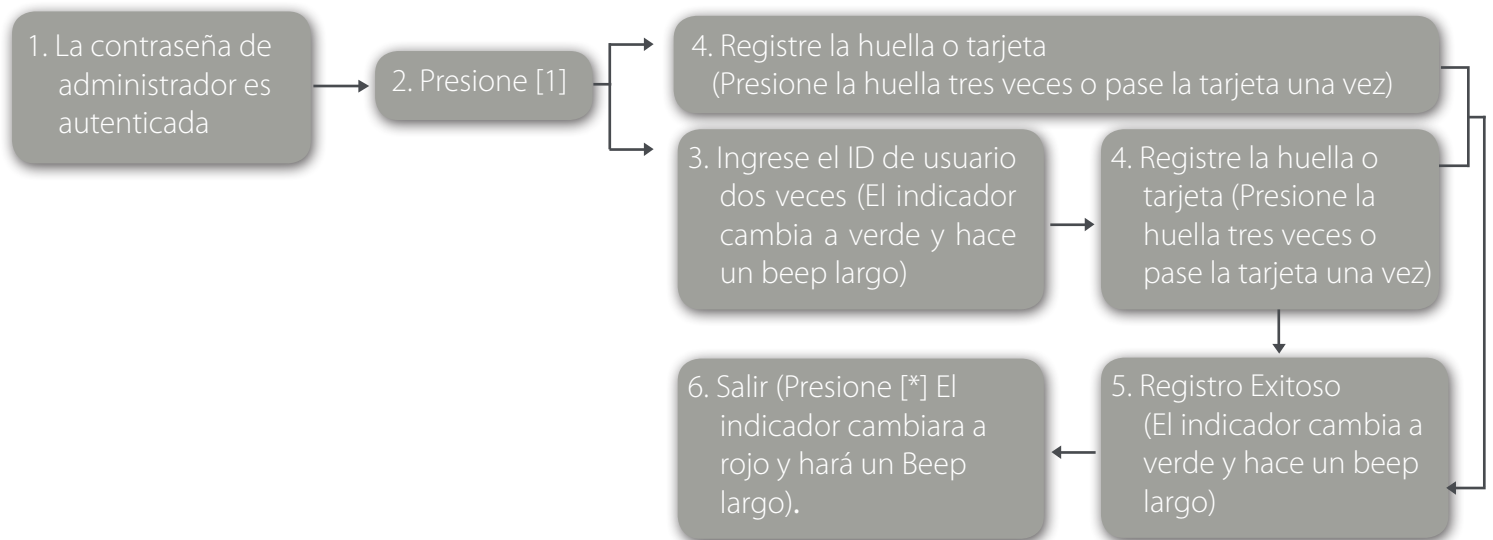 1. La contraseña de
administrador es
autenticada
2. Presione [1]
4. Registre la huella o tarjeta
(Presione la huella tres veces o pase la tarjeta una vez)
3. Ingrese el ID de usuario
dos veces (El indicador
cambia a verde y hace
un beep largo)
4. Registre la huella o
tarjeta (Presione la
huella tres veces o
pase la tarjeta una vez)
5. Registro Exitoso
(El indicador cambia a
verde y hace un beep
largo)
6. Salir (Presione [*] El
indicador cambiara a
rojo y hará un Beep
largo).